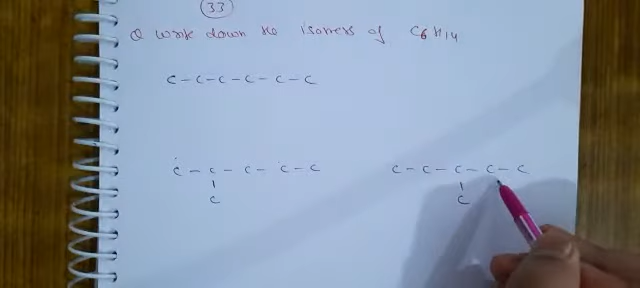 33
Q Write down the isomers of C6H14
C-C-C-C-C-C
C-C-C-C-C C-C-C-C-C
C C